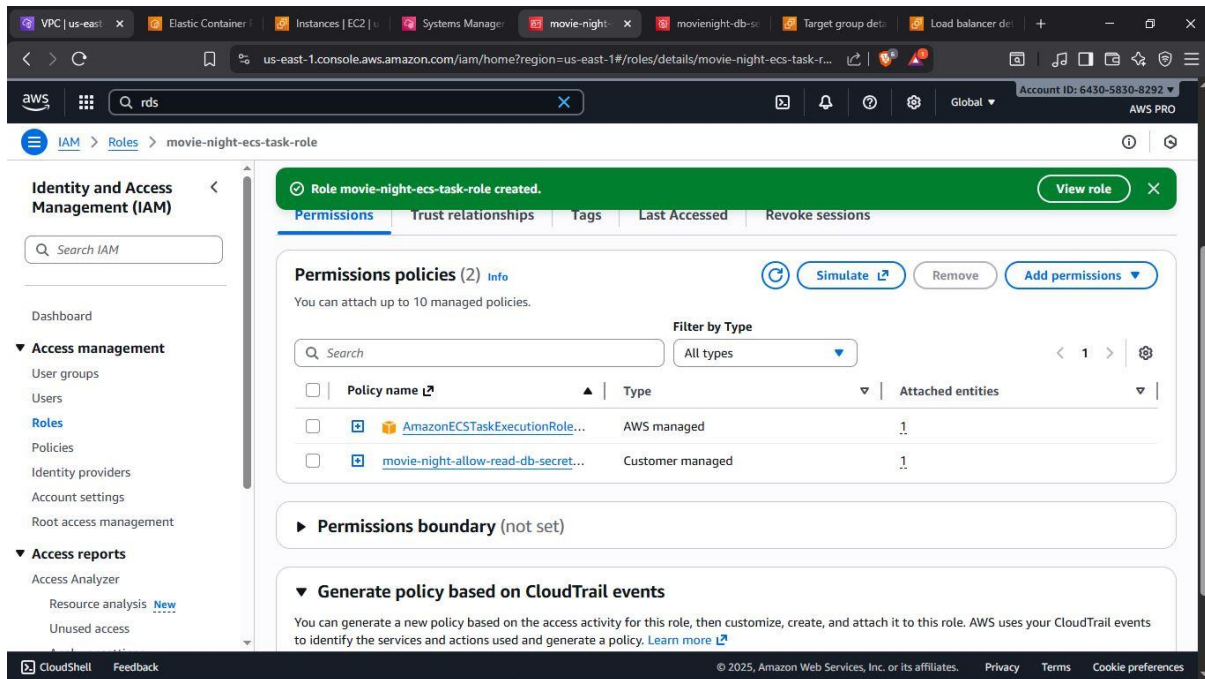 VPC | us-east
Elastic Container
Instances | EC2 | u
Systems Manager
movie-night-
movienight-db-se
Target group deta
Load balancer det
us-east-1.console.aws.amazon.com/iam/home?region=us-east-1#/roles/details/movie-night-ecs-task-r...
aws
rds
Global
Account ID: 6430-5830-8292
AWS PRO
IAM > Roles > movie-night-ecs-task-role
Identity and Access
Management (IAM)
Search IAM
Dashboard
Access management
User groups
Users
Roles
Policies
Identity providers
Account settings
Root access management
Access reports
Access Analyzer
Resource analysis New
Unused access
Role movie-night-ecs-task-role created.
View role
Permissions Trust relationships Tags Last Accessed Revoke sessions
Permissions policies (2) Info
Simulate
Remove
Add permissions
You can attach up to 10 managed policies.
Filter by Type
Search
All types
1
Policy name Type Attached entities
AmazonECSTaskExecutionRole... AWS managed 1
movie-night-allow-read-db-secret... Customer managed 1
Permissions boundary (not set)
Generate policy based on CloudTrail events
You can generate a new policy based on the access activity for this role, then customize, create, and attach it to this role. AWS uses your CloudTrail events
to identify the services and actions used and generate a policy. Learn more
CloudShell Feedback
© 2025, Amazon Web Services, Inc. or its affiliates. Privacy Terms Cookie preferences